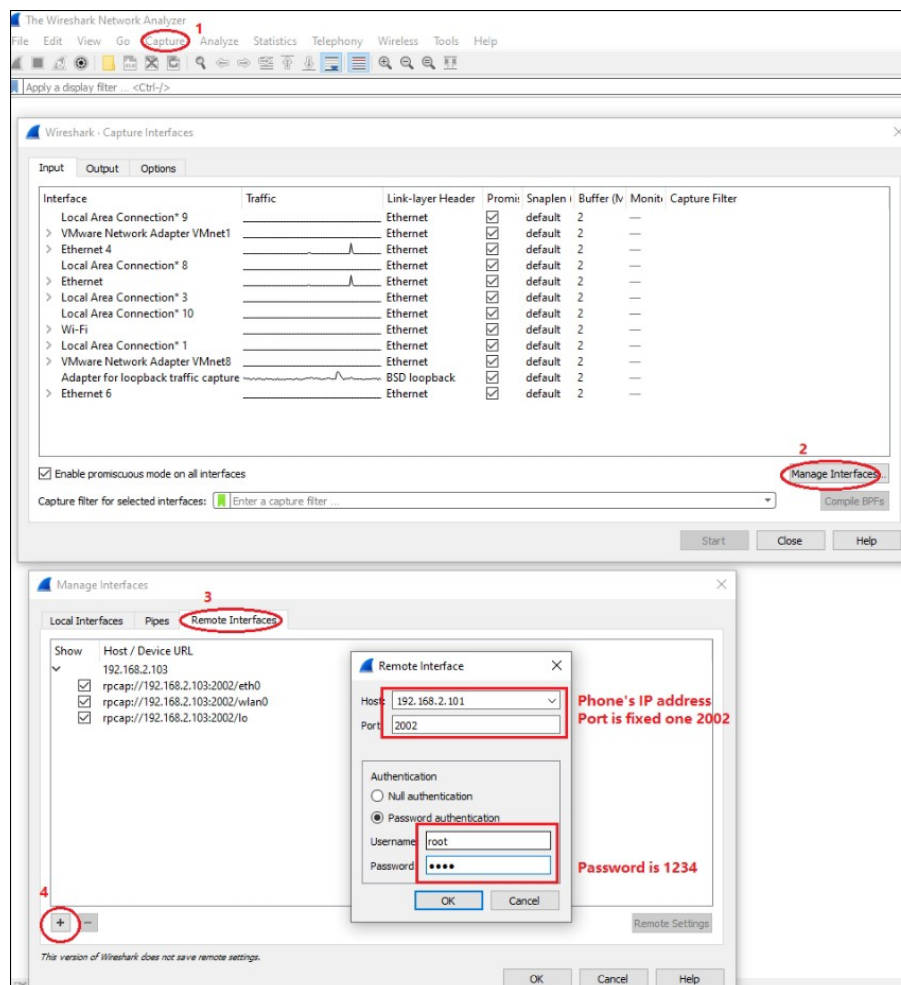 The Wireshark Network Analyzer
1
File Edit View Go Capture Analyze Statistics Telephony Wireless Tools Help
Apply a display filter ... <Ctrl-/>
Wireshark · Capture Interfaces
Input Output Options
Interface Traffic Link-layer Header Promis Snaplen ( Buffer (M Monito Capture Filter
Local Area Connection* 9 Ethernet default 2 —
VMware Network Adapter VMnet1 Ethernet default 2 —
Ethernet 4 Ethernet default 2 —
Local Area Connection* 8 Ethernet default 2 —
Ethernet Ethernet default 2 —
Local Area Connection* 3 Ethernet default 2 —
Local Area Connection* 10 Ethernet default 2 —
Wi-Fi Ethernet default 2 —
Local Area Connection* 1 Ethernet default 2 —
VMware Network Adapter VMnet8 Ethernet default 2 —
Adapter for loopback traffic capture BSD loopback default 2 —
Ethernet 6 Ethernet default 2 —
2
Enable promiscuous mode on all interfaces Manage Interfaces...
Capture filter for selected interfaces: Enter a capture filter ... Compile BPFs
Start Close Help
Manage Interfaces
3
Local Interfaces Pipes Remote Interfaces
Show Host / Device URL
192.168.2.103
rpcap://192.168.2.103:2002/eth0
rpcap://192.168.2.103:2002/wlan0
rpcap://192.168.2.103:2002/lo
Remote Interface
Host: 192.168.2.101
Port: 2002
Phone's IP address
Port is fixed one 2002
Authentication
Null authentication
Password authentication
Username: root
Password: ••••
Password is 1234
OK Cancel
4
+ − Remote Settings
This version of Wireshark does not save remote settings.
OK Cancel Help